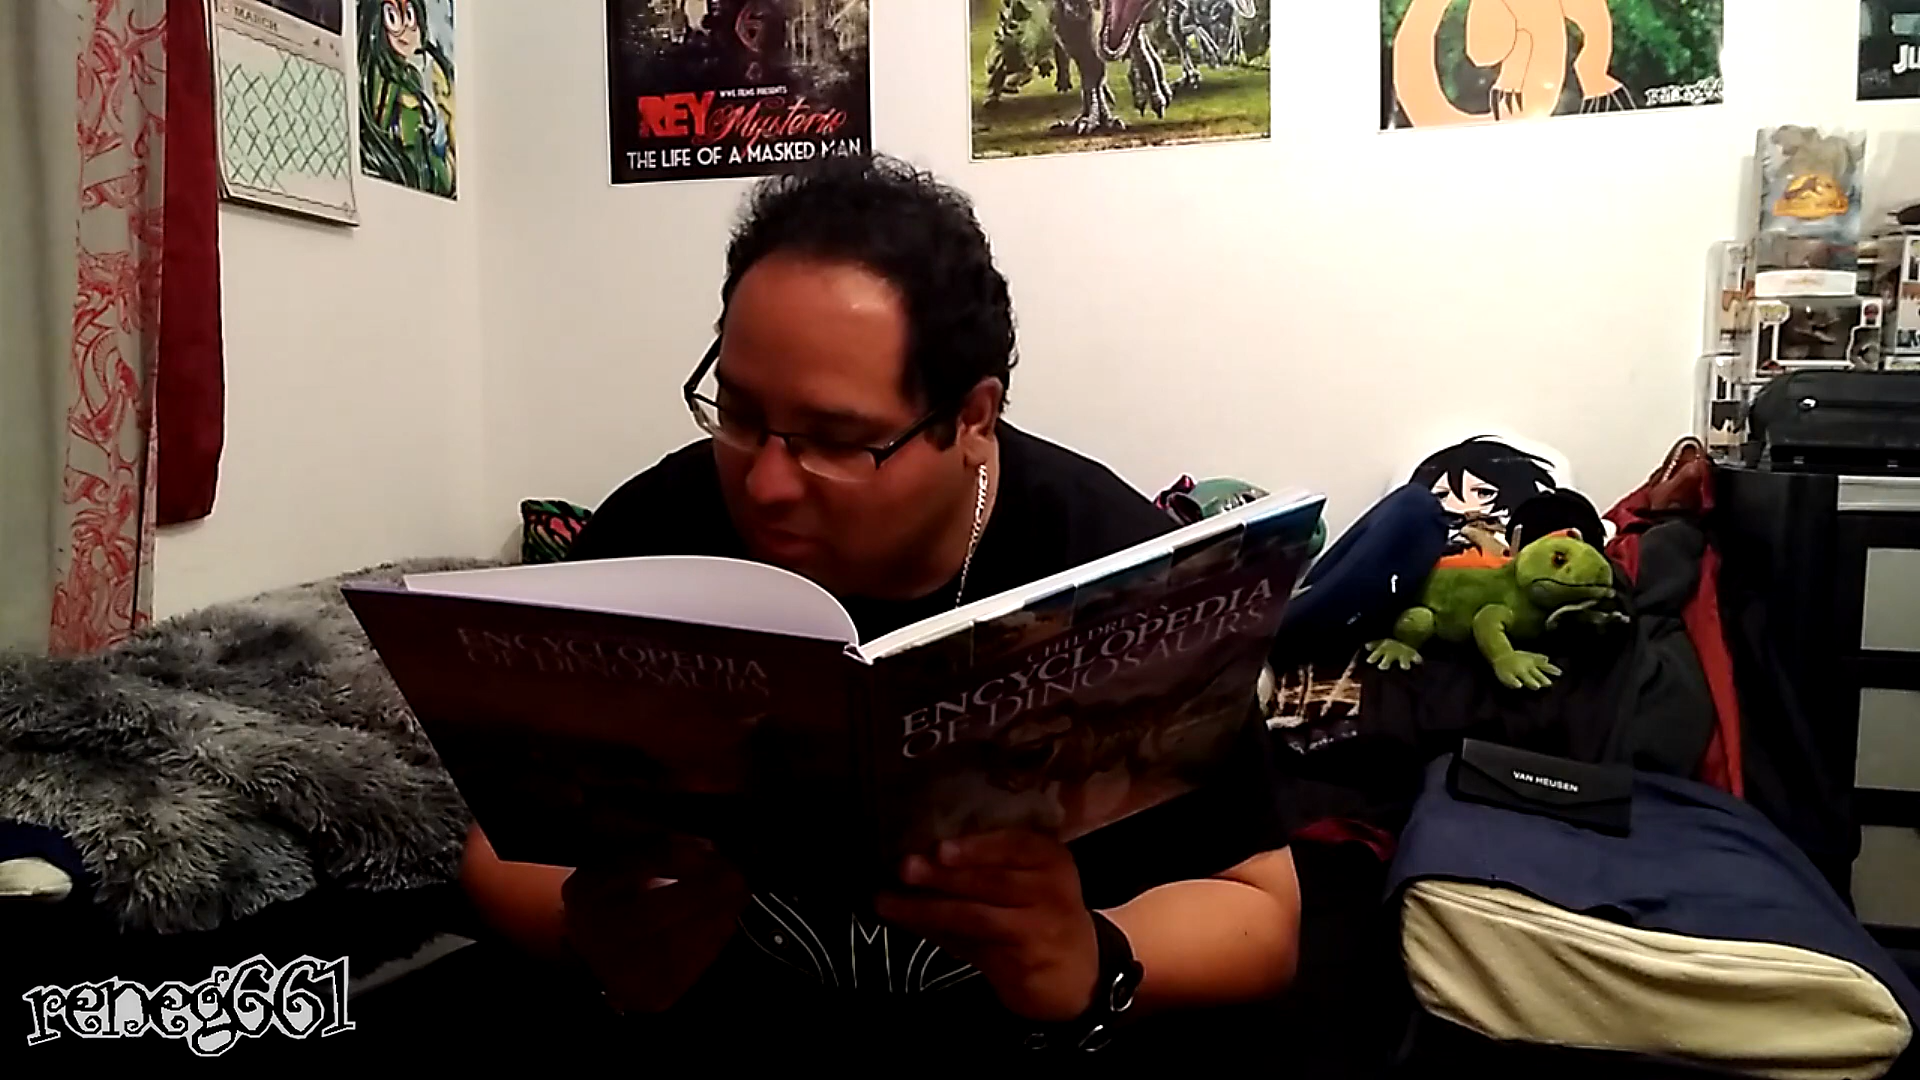 MARCH
WWE FILMS PRESENTS
REY Mysterio
THE LIFE OF A MASKED MAN
reneg661
ENCYCLOPEDIA
OF DINOSAURS
CHILDREN'S
ENCYCLOPEDIA
OF DINOSAURS
VAN HEUSEN
M
reneg661